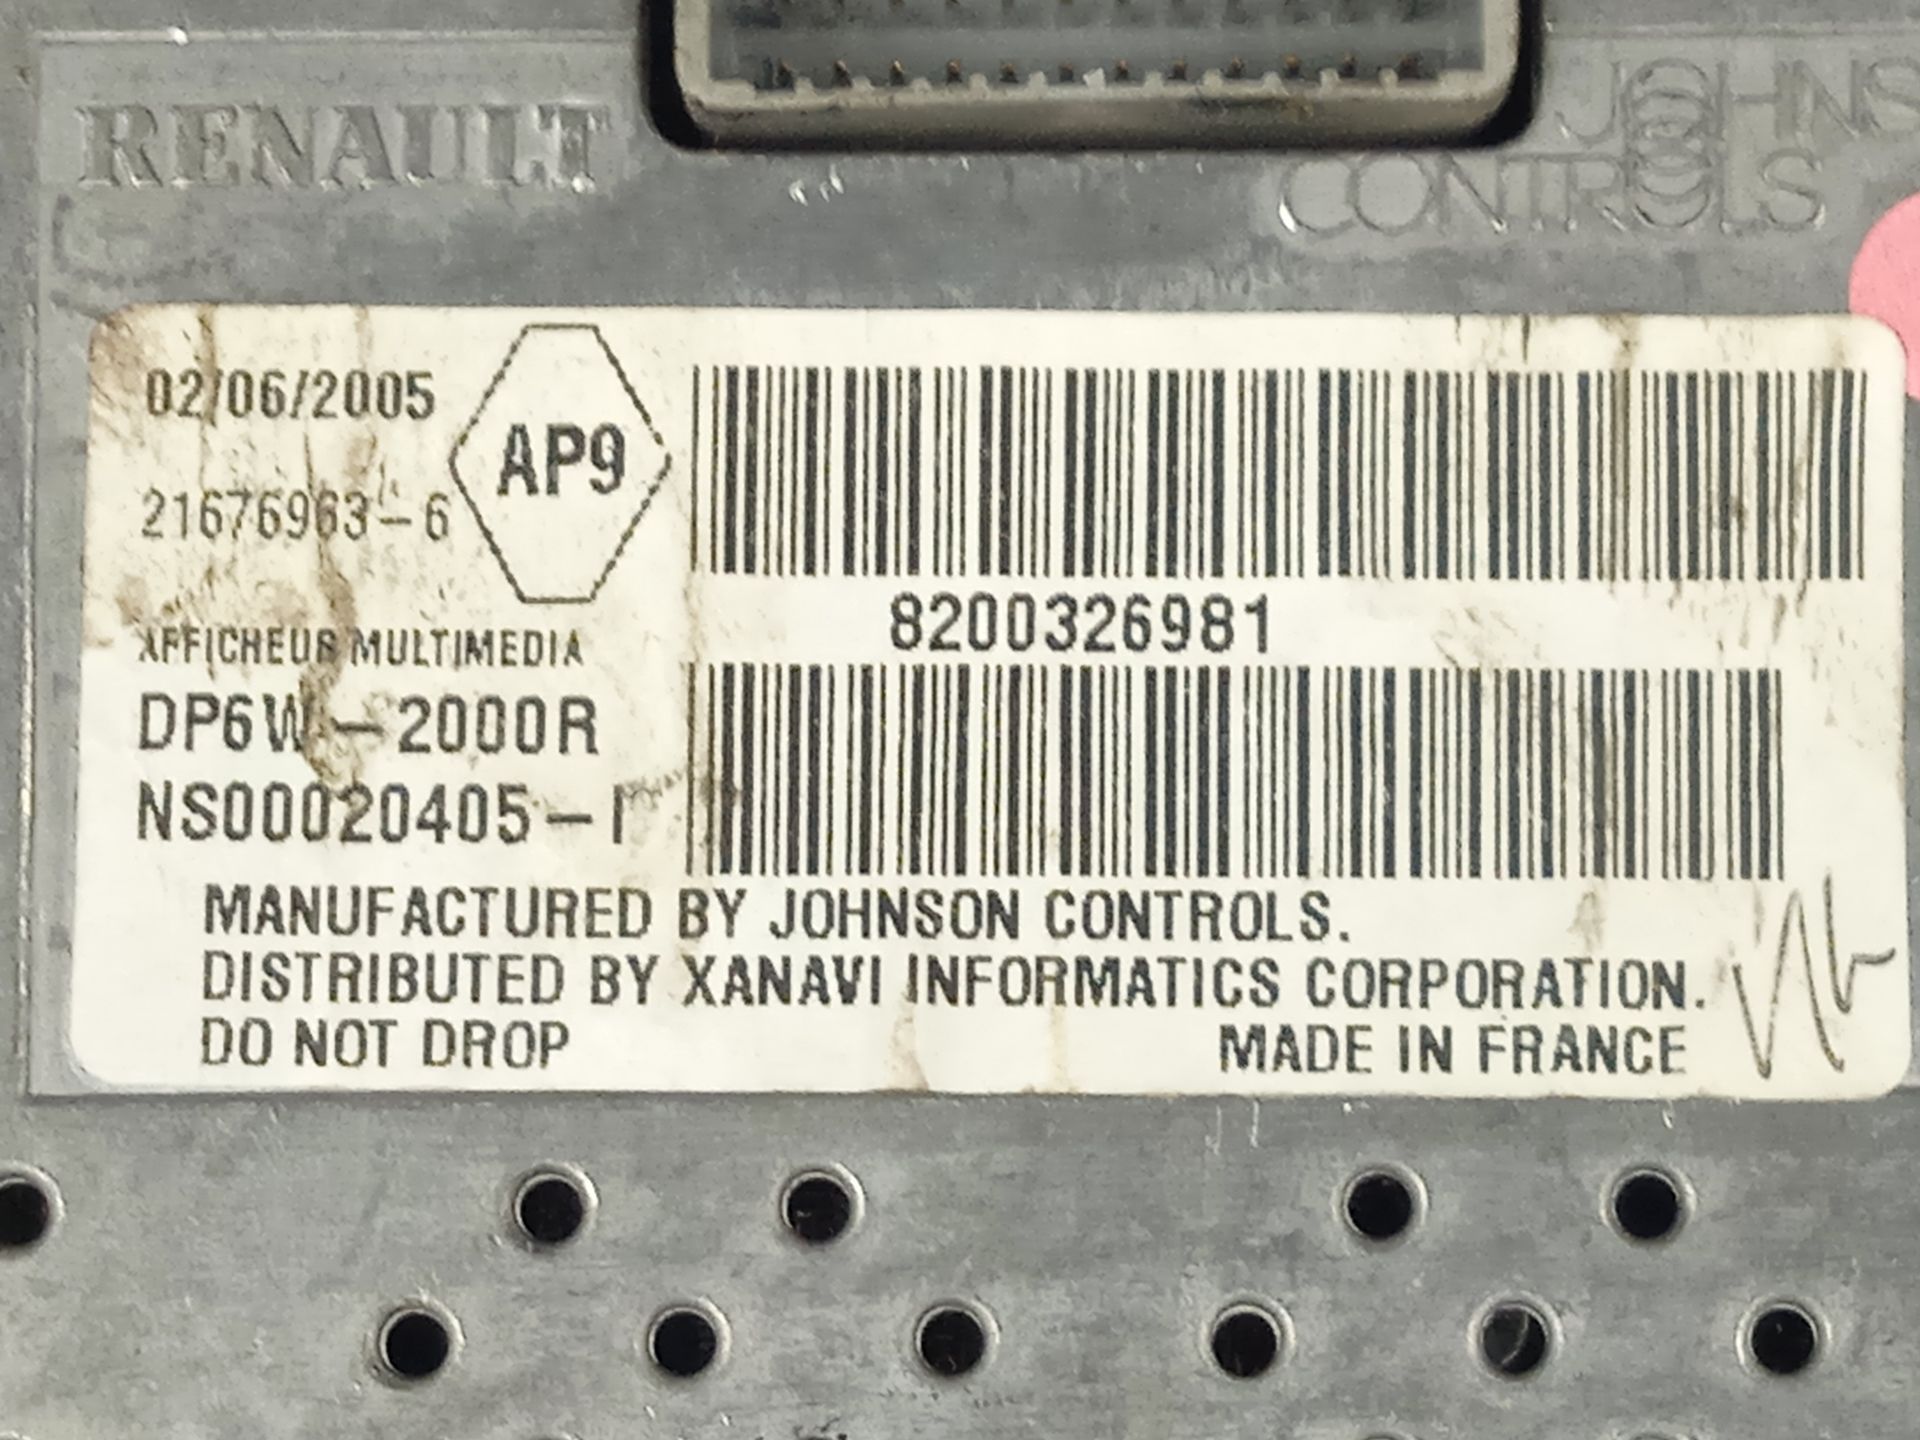 RENAULT
JOHNS
CONTROLS
02/06/2005
AP9
21676963-6
8200326981
AFFICHEUR MULTIMEDIA
DP6W-2000R
NS00020405-I
MANUFACTURED BY JOHNSON CONTROLS.
DISTRIBUTED BY XANAVI INFORMATICS CORPORATION.
DO NOT DROP
MADE IN FRANCE